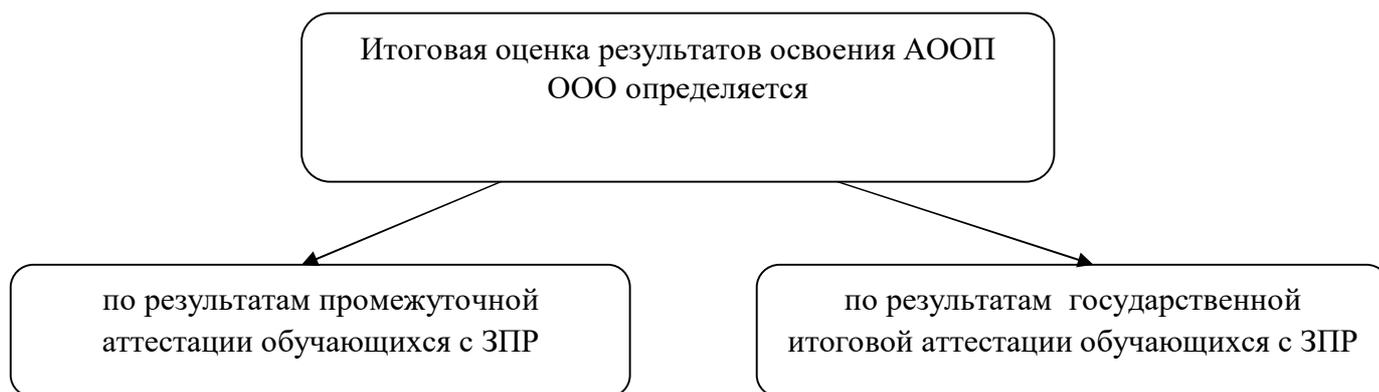 Итоговая оценка результатов освоения АООП
ООО определяется
по результатам промежуточной
аттестации обучающихся с ЗПР
по результатам государственной
итоговой аттестации обучающихся с ЗПР